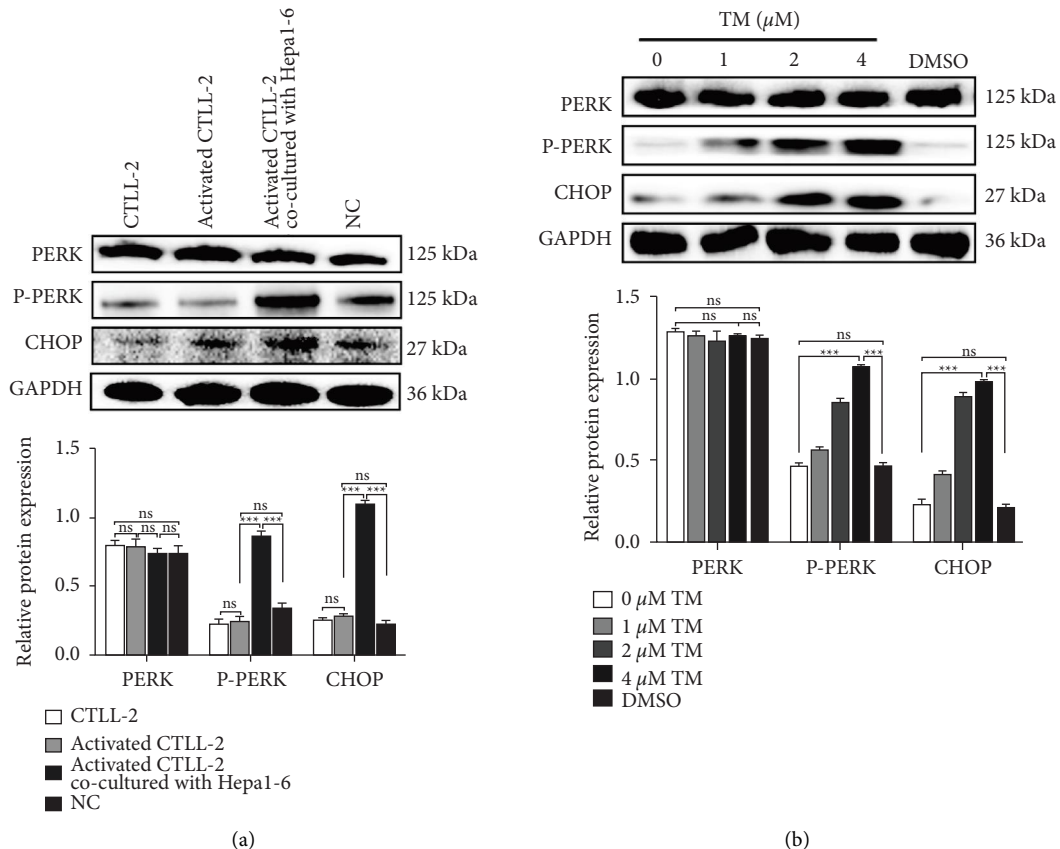 CTLL-2
Activated CTLL-2
Activated CTLL-2
co-cultured with Hepa1-6
NC
PERK
125 kDa
P-PERK
125 kDa
CHOP
27 kDa
GAPDH
36 kDa
1.5
1.0
0.5
0.0
Relative protein expression
ns
ns
ns
ns
ns
***
***
ns
ns
***
***
ns
PERK
P-PERK
CHOP
CTLL-2
Activated CTLL-2
Activated CTLL-2
co-cultured with Hepa1-6
NC
(a)
TM (μM)
0 1 2 4 DMSO
PERK
125 kDa
P-PERK
125 kDa
CHOP
27 kDa
GAPDH
36 kDa
1.5
1.0
0.5
0.0
Relative protein expression
ns
ns
ns
ns
***
***
ns
***
***
PERK
P-PERK
CHOP
0 μM TM
1 μM TM
2 μM TM
4 μM TM
DMSO
(b)